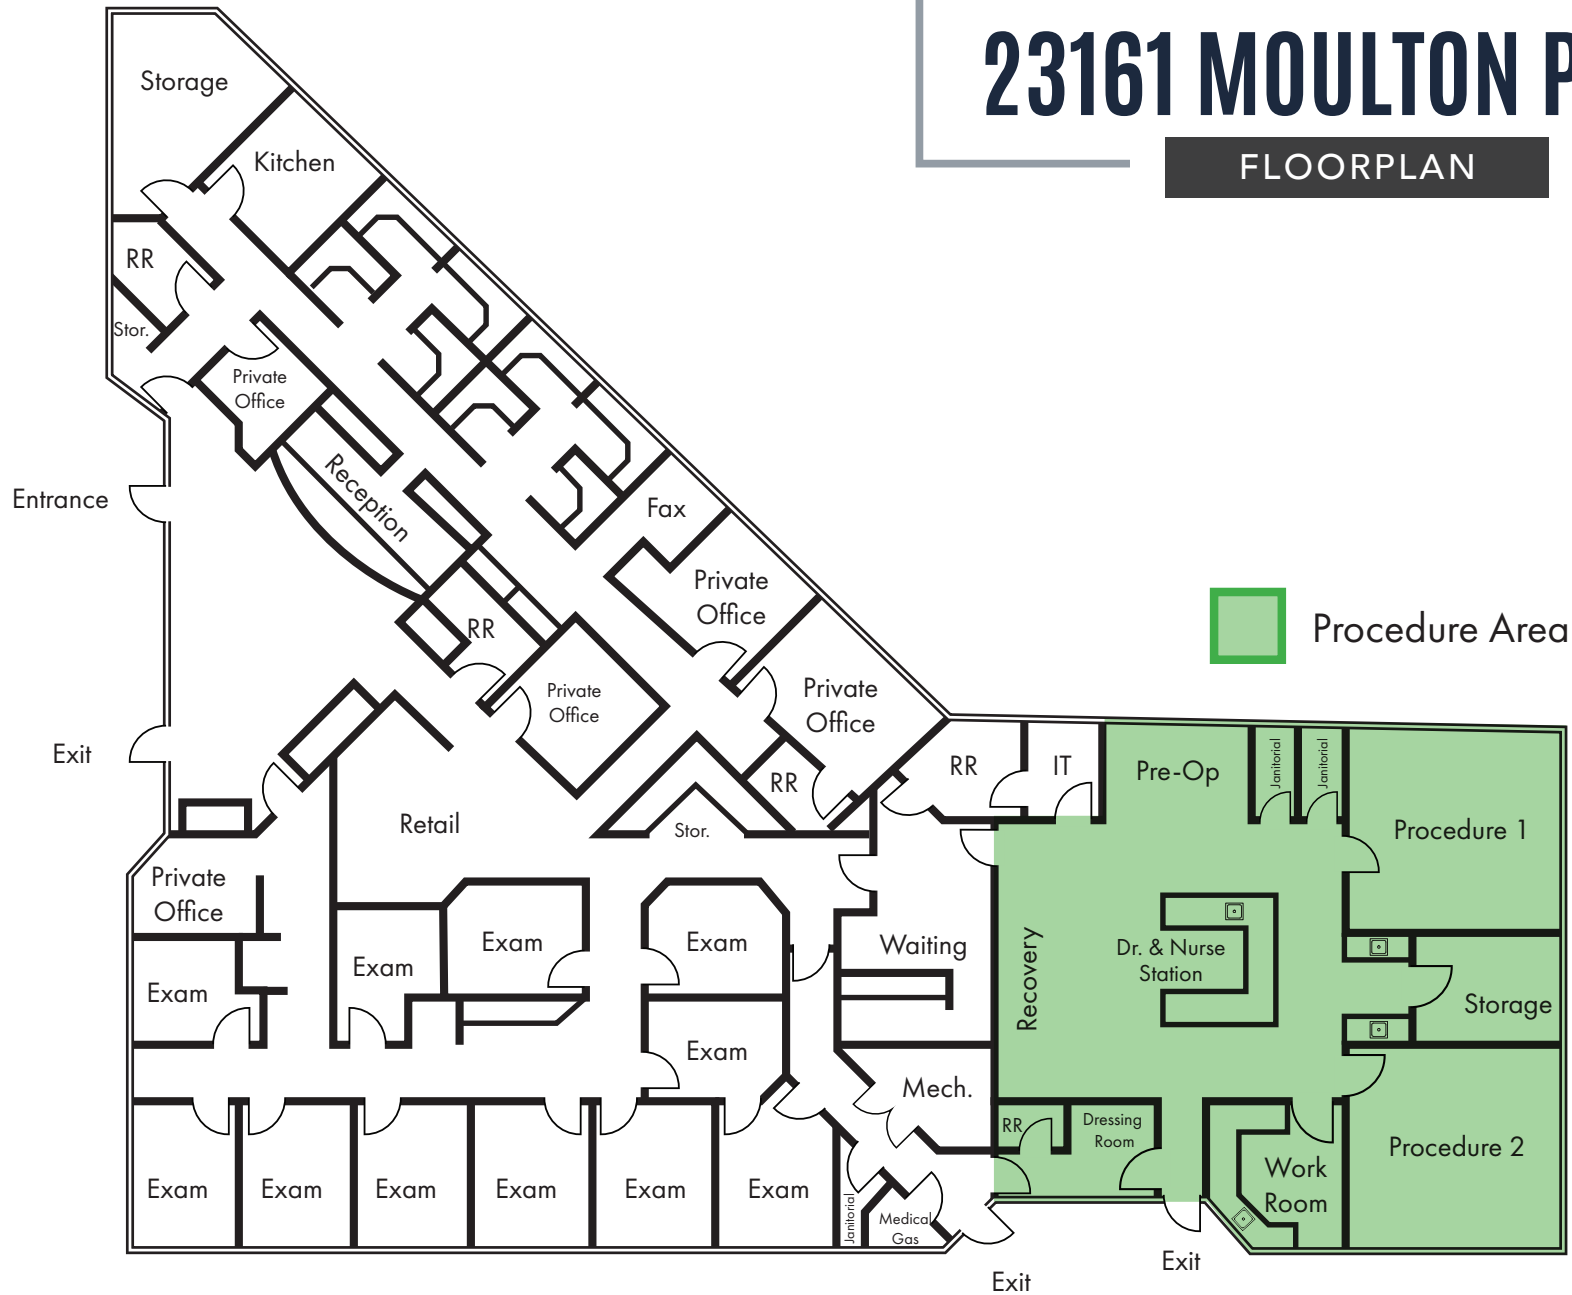 23161 MOULTON P
FLOORPLAN
Storage
Kitchen
RR
Stor.
Private
Office
Reception
Entrance
Fax
Private
Office
RR
Private
Office
Private
Office
Procedure Area
Exit
RR
RR
IT
Pre-Op
Janitorial
Janitorial
Procedure 1
Retail
Stor.
Private
Office
Exam
Exam
Exam
Exam
Waiting
Recovery
Dr. & Nurse
Station
Storage
Exam
Mech.
RR
Dressing
Room
Procedure 2
Work
Room
Exam
Exam
Exam
Exam
Exam
Exam
Janitorial
Medical
Gas
Exit
Exit